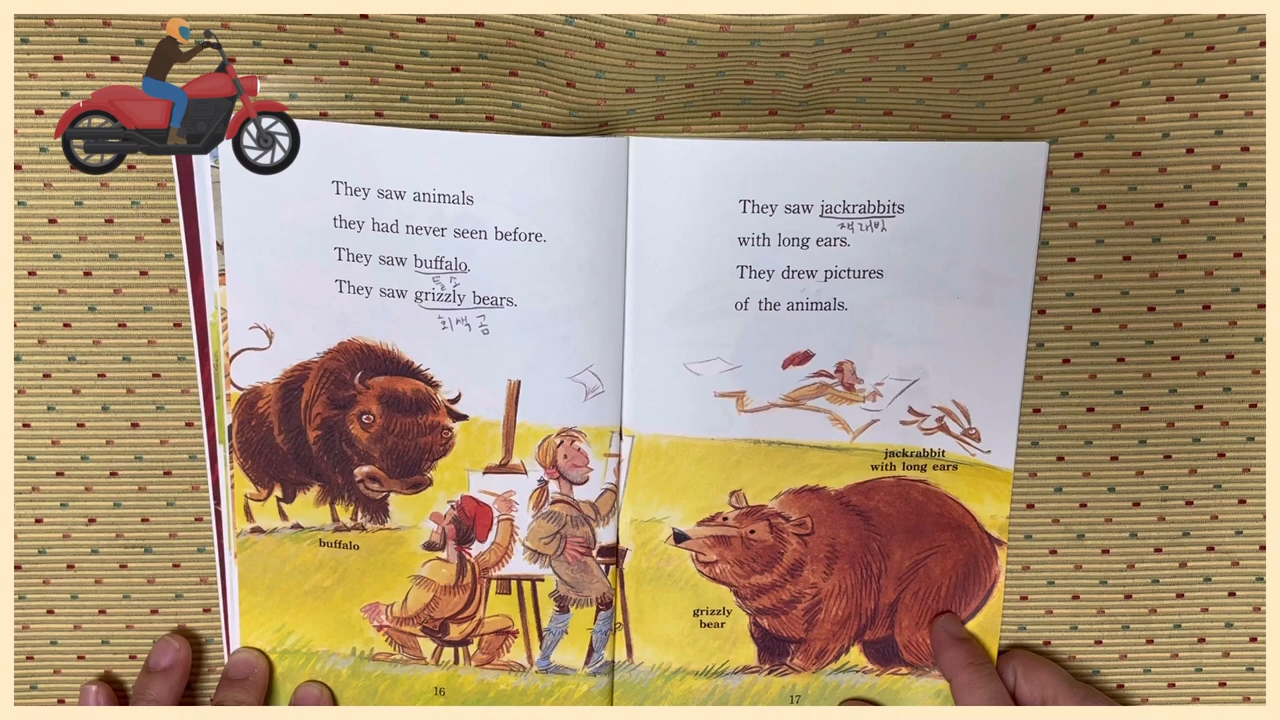 They saw animals
they had never seen before.
They saw buffalo.
들소
They saw grizzly bears.
회색 곰
buffalo
16
They saw jackrabbits
잭래빗
with long ears.
They drew pictures
of the animals.
jackrabbit
with long ears
grizzly
bear
17